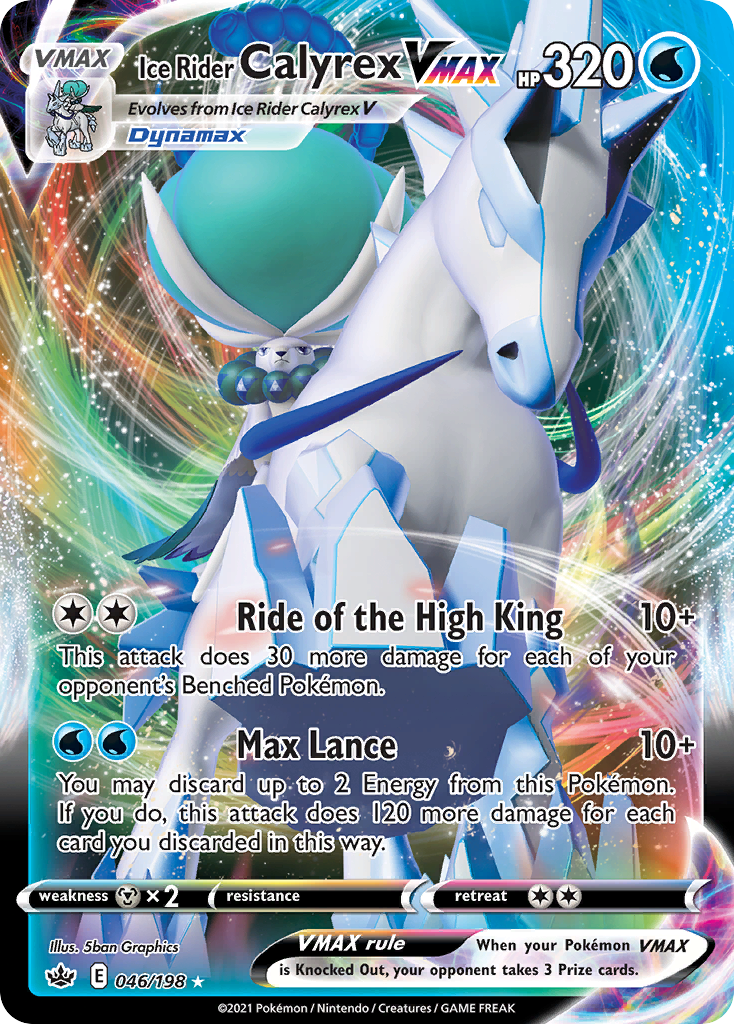 VMAX
Ice Rider Calyrex VMAX HP 320
Evolves from Ice Rider Calyrex V
Dynamax
Ride of the High King 10+
This attack does 30 more damage for each of your
opponent's Benched Pokémon.
Max Lance 10+
You may discard up to 2 Energy from this Pokémon.
If you do, this attack does 120 more damage for each
card you discarded in this way.
weakness ×2 resistance retreat
Illus. 5ban Graphics
VMAX rule When your Pokémon VMAX
is Knocked Out, your opponent takes 3 Prize cards.
E 046/198 ★
©2021 Pokémon / Nintendo / Creatures / GAME FREAK